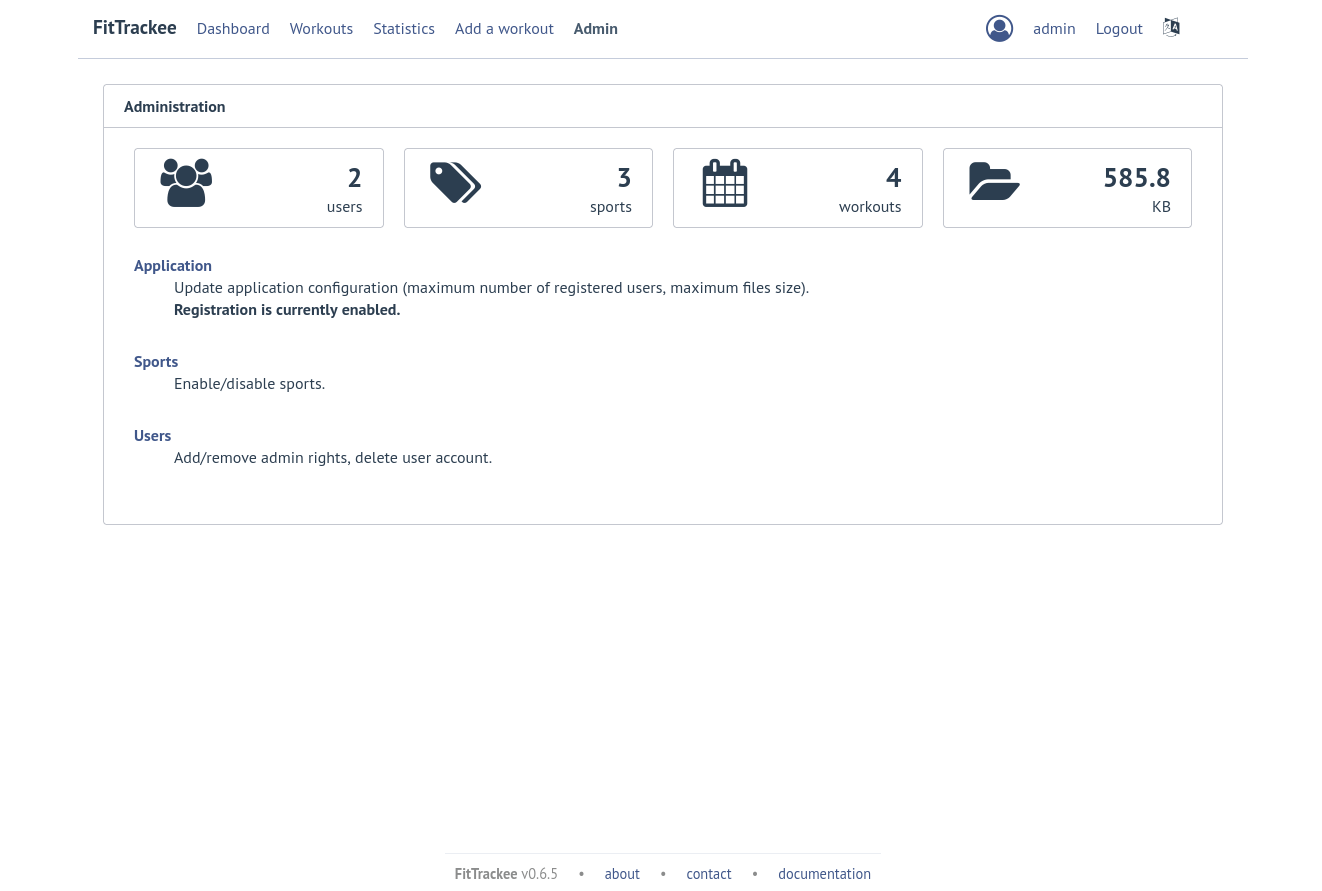 FitTrackee Dashboard Workouts Statistics Add a workout Admin admin Logout
Administration
2
users
3
sports
4
workouts
585.8
KB
Application
Update application configuration (maximum number of registered users, maximum files size).
Registration is currently enabled.
Sports
Enable/disable sports.
Users
Add/remove admin rights, delete user account.
FitTrackee v0.6.5 • about • contact • documentation